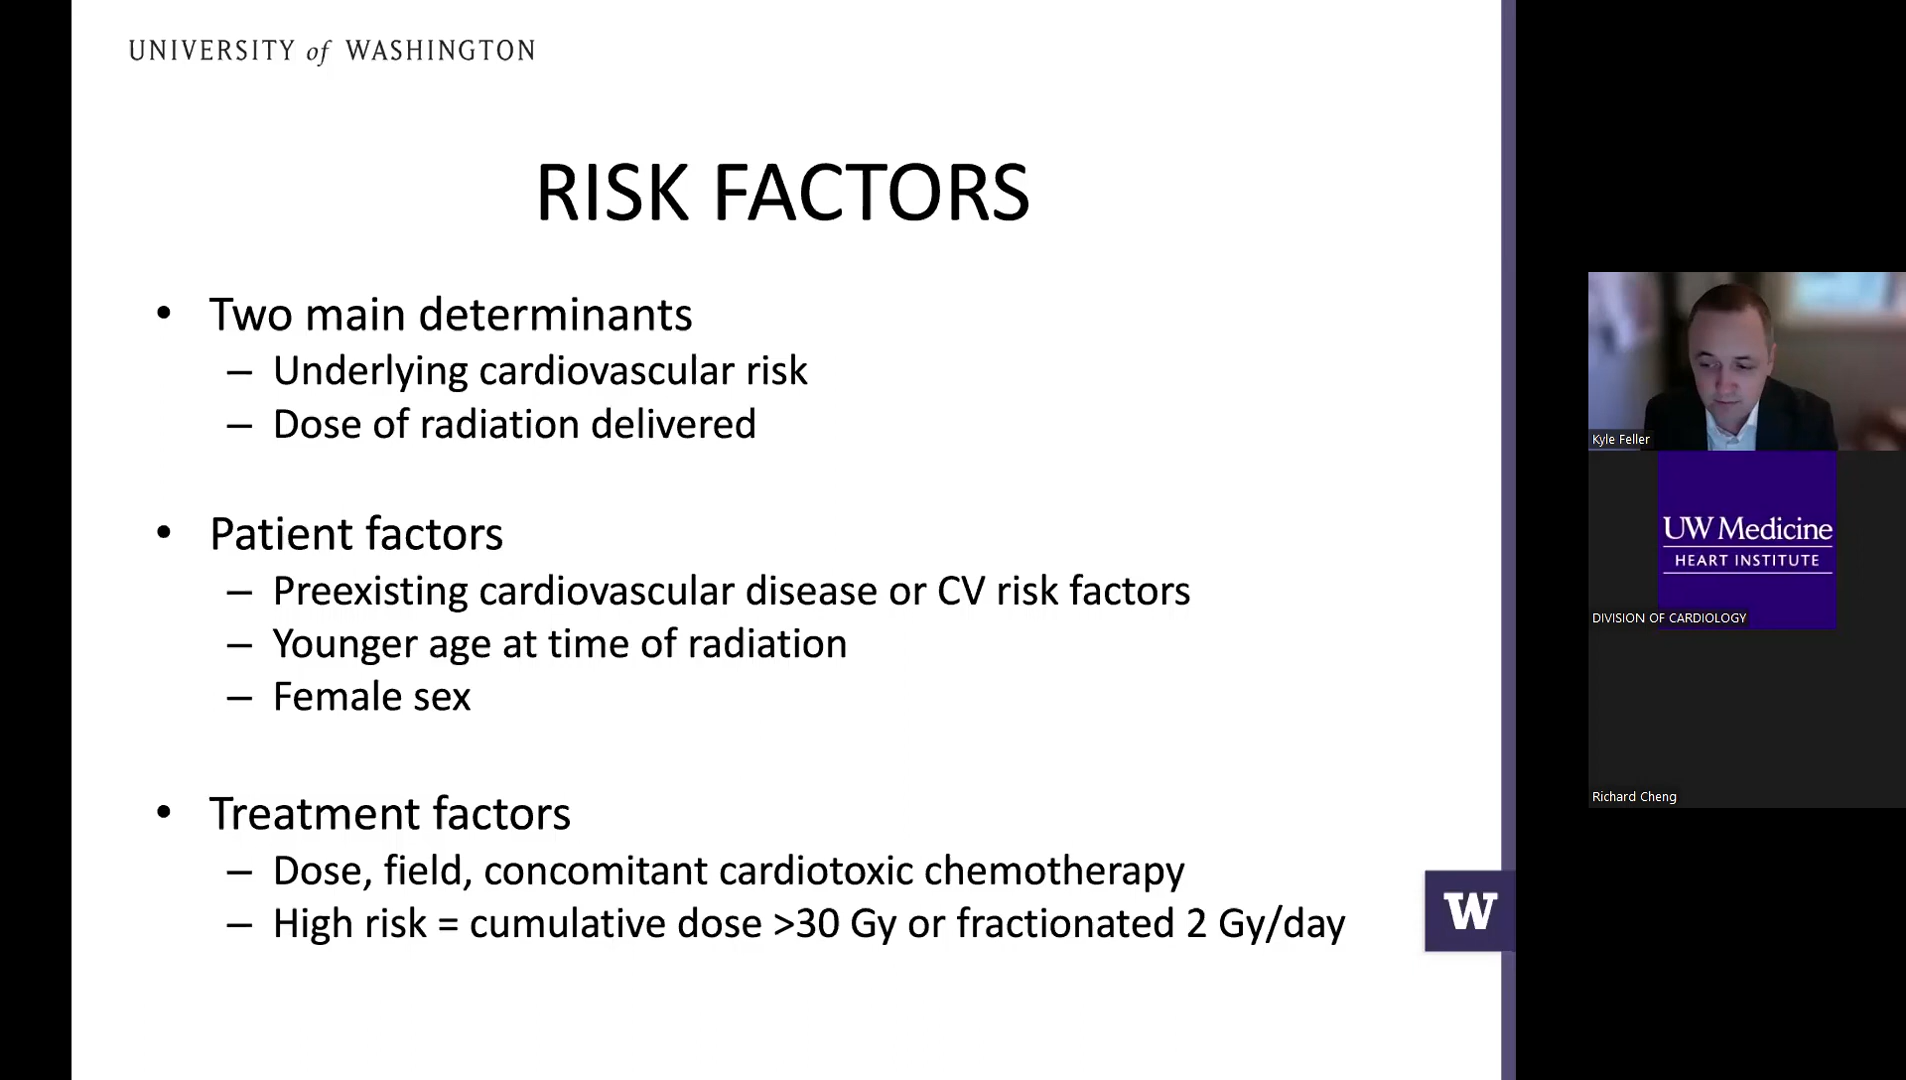 UNIVERSITY of WASHINGTON
RISK FACTORS
• Two main determinants
– Underlying cardiovascular risk
– Dose of radiation delivered
• Patient factors
– Preexisting cardiovascular disease or CV risk factors
– Younger age at time of radiation
– Female sex
• Treatment factors
– Dose, field, concomitant cardiotoxic chemotherapy
– High risk = cumulative dose >30 Gy or fractionated 2 Gy/day
W
Kyle Feller
UW Medicine
HEART INSTITUTE
DIVISION OF CARDIOLOGY
Richard Cheng